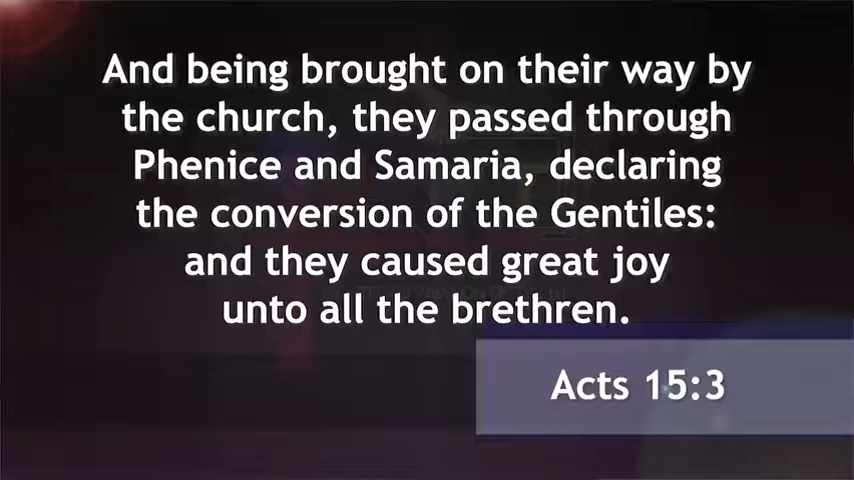 And being brought on their way by
the church, they passed through
Phenice and Samaria, declaring
the conversion of the Gentiles:
and they caused great joy
unto all the brethren.
Acts 15:3